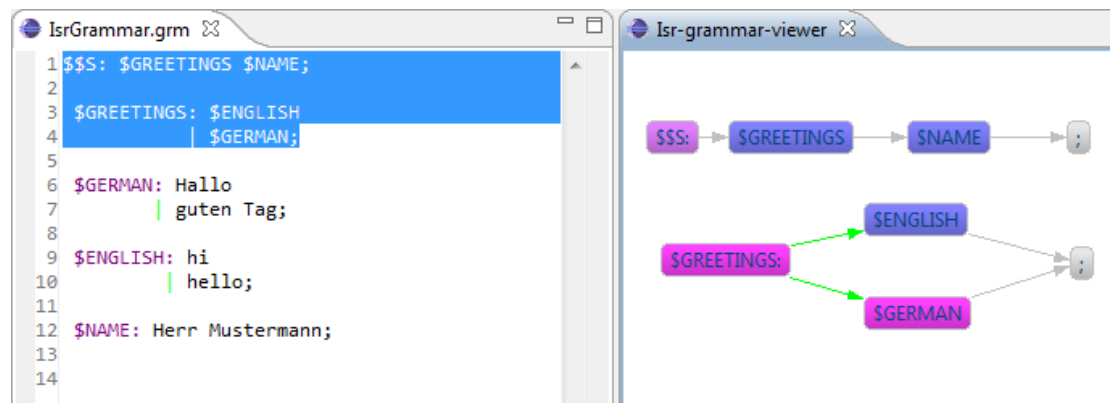 IsrGrammar.grm
1 $$S: $GREETINGS $NAME;
2
3 $GREETINGS: $ENGLISH
4 | $GERMAN;
5
6 $GERMAN: Hallo
7 | guten Tag;
8
9 $ENGLISH: hi
10 | hello;
11
12 $NAME: Herr Mustermann;
13
14
Isr-grammar-viewer
$$S: $GREETINGS $NAME ;
$ENGLISH
$GREETINGS: ;
$GERMAN